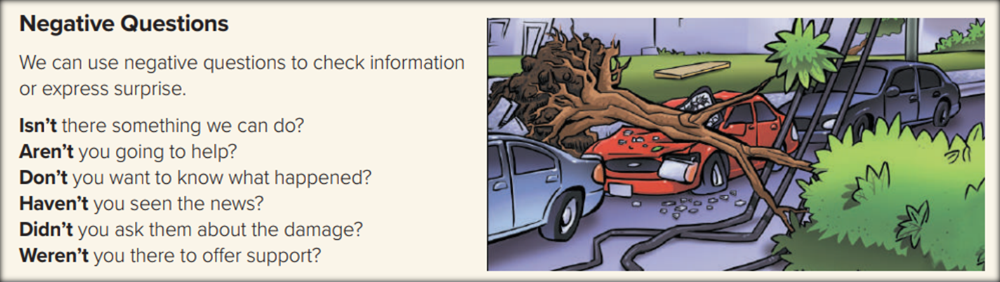 Negative Questions
We can use negative questions to check information
or express surprise.
Isn’t there something we can do?
Aren’t you going to help?
Don’t you want to know what happened?
Haven’t you seen the news?
Didn’t you ask them about the damage?
Weren’t you there to offer support?